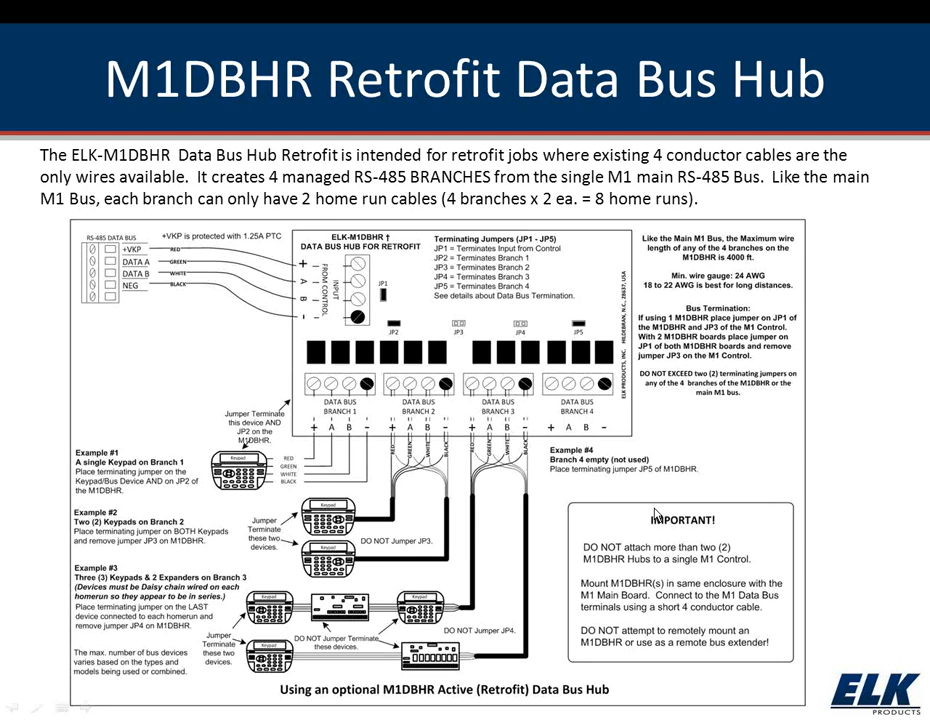 M1DBHR Retrofit Data Bus Hub
The ELK-M1DBHR Data Bus Hub Retrofit is intended for retrofit jobs where existing 4 conductor cables are the
only wires available. It creates 4 managed RS-485 BRANCHES from the single M1 main RS-485 Bus. Like the main
M1 Bus, each branch can only have 2 home run cables (4 branches x 2 ea. = 8 home runs).
RS-485 DATA BUS
+VKP
DATA A
DATA B
NEG
+VKP is protected with 1.25A PTC
RED
GREEN
WHITE
BLACK
ELK-M1DBHR †
DATA BUS HUB FOR RETROFIT
+
A
B
–
FROM CONTROL
INPUT
JP1
Terminating Jumpers (JP1 - JP5)
JP1 = Terminates Input from Control
JP2 = Terminates Branch 1
JP3 = Terminates Branch 2
JP4 = Terminates Branch 3
JP5 = Terminates Branch 4
See details about Data Bus Termination.
JP2
JP3
JP4
JP5
ELK PRODUCTS, INC. HILDEBRAN, N.C., 28637, USA
DATA BUS
BRANCH 1
DATA BUS
BRANCH 2
DATA BUS
BRANCH 3
DATA BUS
BRANCH 4
+ A B –
+ A B –
+ A B –
+ A B –
Like the Main M1 Bus, the Maximum wire
length of any of the 4 branches on the
M1DBHR is 4000 ft.
Min. wire gauge: 24 AWG
18 to 22 AWG is best for long distances.
Bus Termination:
If using 1 M1DBHR place jumper on JP1 of
the M1DBHR and JP3 of the M1 Control.
With 2 M1DBHR boards place jumper on
JP1 of both M1DBHR boards and remove
jumper JP3 on the M1 Control.
DO NOT EXCEED two (2) terminating jumpers on
any of the 4 branches of the M1DBHR or the
main M1 bus.
Jumper Terminate
this device AND
JP2 on the
M1DBHR.
Example #1
A single Keypad on Branch 1
Place terminating jumper on the
Keypad/Bus Device AND on JP2 of
the M1DBHR.
Keypad
RED
GREEN
WHITE
BLACK
RED
GREEN
WHITE
BLACK
RED
GREEN
WHITE
BLACK
Example #4
Branch 4 empty (not used)
Place terminating jumper JP5 of M1DBHR.
Example #2
Two (2) Keypads on Branch 2
Place terminating jumper on BOTH Keypads
and remove jumper JP3 on M1DBHR.
Jumper
Terminate
these two
devices.
Keypad
Keypad
DO NOT Jumper JP3.
Example #3
Three (3) Keypads & 2 Expanders on Branch 3
(Devices must be Daisy chain wired on each
homerun so they appear to be in series.)
Place terminating jumper on the LAST
device connected to each homerun and
remove jumper JP4 on M1DBHR.
The max. number of bus devices
varies based on the types and
models being used or combined.
Jumper
Terminate
these two
devices.
Keypad
Keypad
Keypad
DO NOT Jumper Terminate
these devices.
DO NOT Jumper JP4.
IMPORTANT!
DO NOT attach more than two (2)
M1DBHR Hubs to a single M1 Control.
Mount M1DBHR(s) in same enclosure with the
M1 Main Board. Connect to the M1 Data Bus
terminals using a short 4 conductor cable.
DO NOT attempt to remotely mount an
M1DBHR or use as a remote bus extender!
Using an optional M1DBHR Active (Retrofit) Data Bus Hub
ELK
PRODUCTS